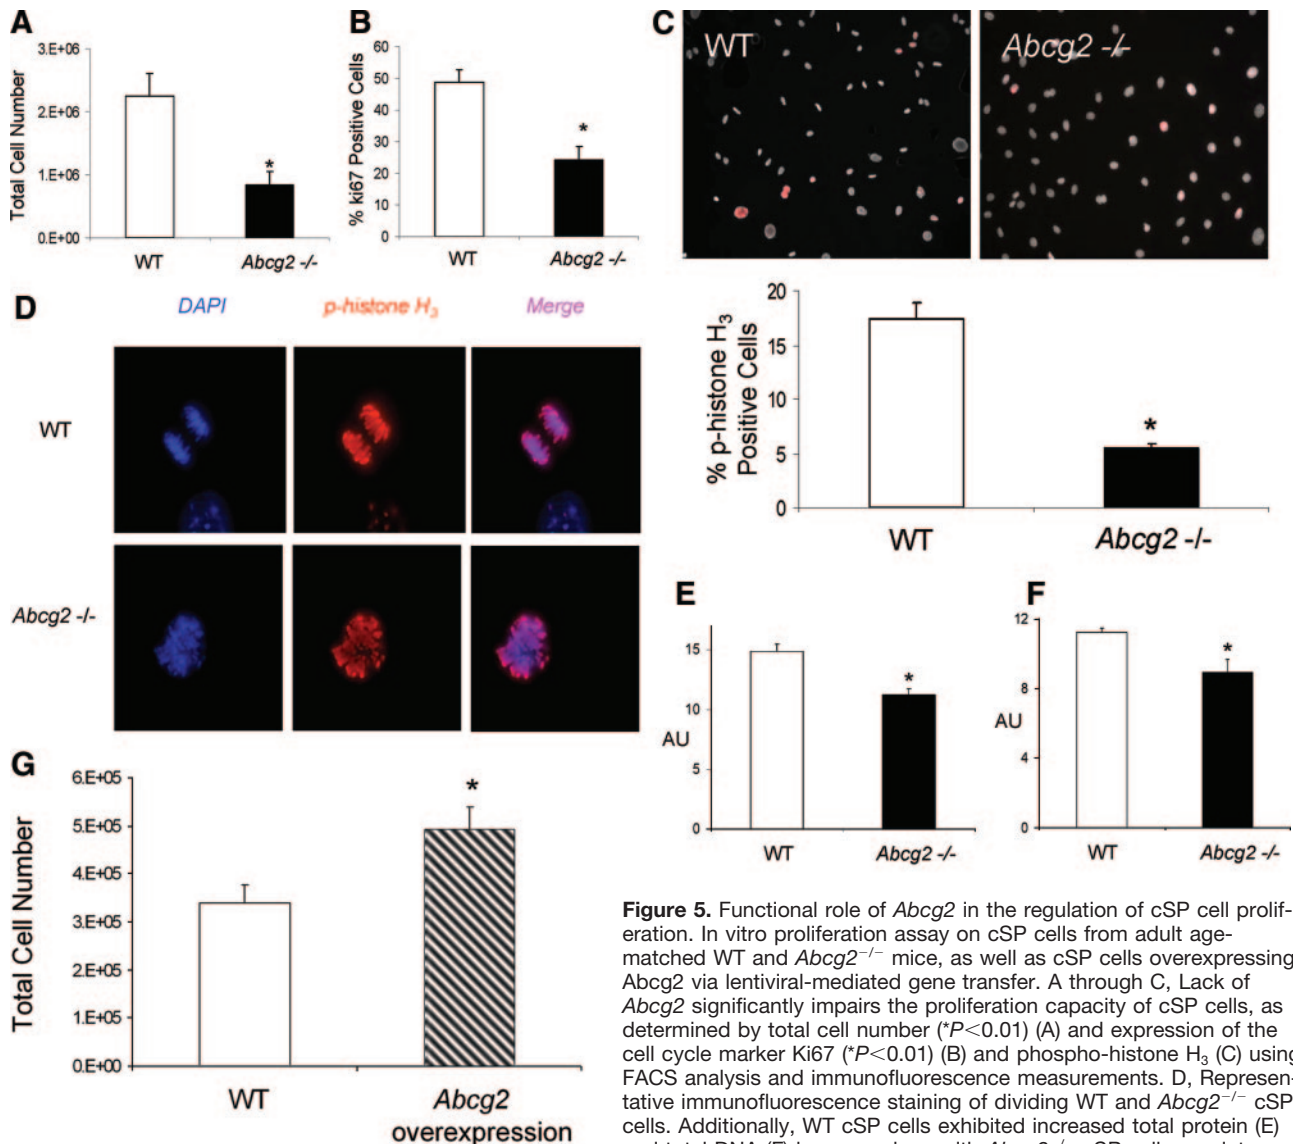 A
3.E+06
2.E+06
1.E+06
0.E+00
Total Cell Number
*
WT
Abcg2 -/-
B
60
50
40
30
20
10
0
% ki67 Positive Cells
*
WT
Abcg2 -/-
C
WT
Abcg2 -/-
20
15
10
5
0
% p-histone H3
Positive Cells
*
WT
Abcg2 -/-
D
DAPI
p-histone H3
Merge
WT
Abcg2 -/-
E
15
10
5
0
AU
*
WT
Abcg2 -/-
F
12
8
4
0
AU
*
WT
Abcg2 -/-
G
6.E+05
5.E+05
4.E+05
3.E+05
2.E+05
1.E+05
0.E+00
Total Cell Number
*
WT
Abcg2
overexpression
Figure 5. Functional role of Abcg2 in the regulation of cSP cell prolif-
eration. In vitro proliferation assay on cSP cells from adult age-
matched WT and Abcg2−/− mice, as well as cSP cells overexpressing
Abcg2 via lentiviral-mediated gene transfer. A through C, Lack of
Abcg2 significantly impairs the proliferation capacity of cSP cells, as
determined by total cell number (*P<0.01) (A) and expression of the
cell cycle marker Ki67 (*P<0.01) (B) and phospho-histone H3 (C) using
FACS analysis and immunofluorescence measurements. D, Represen-
tative immunofluorescence staining of dividing WT and Abcg2−/− cSP
cells. Additionally, WT cSP cells exhibited increased total protein (E)